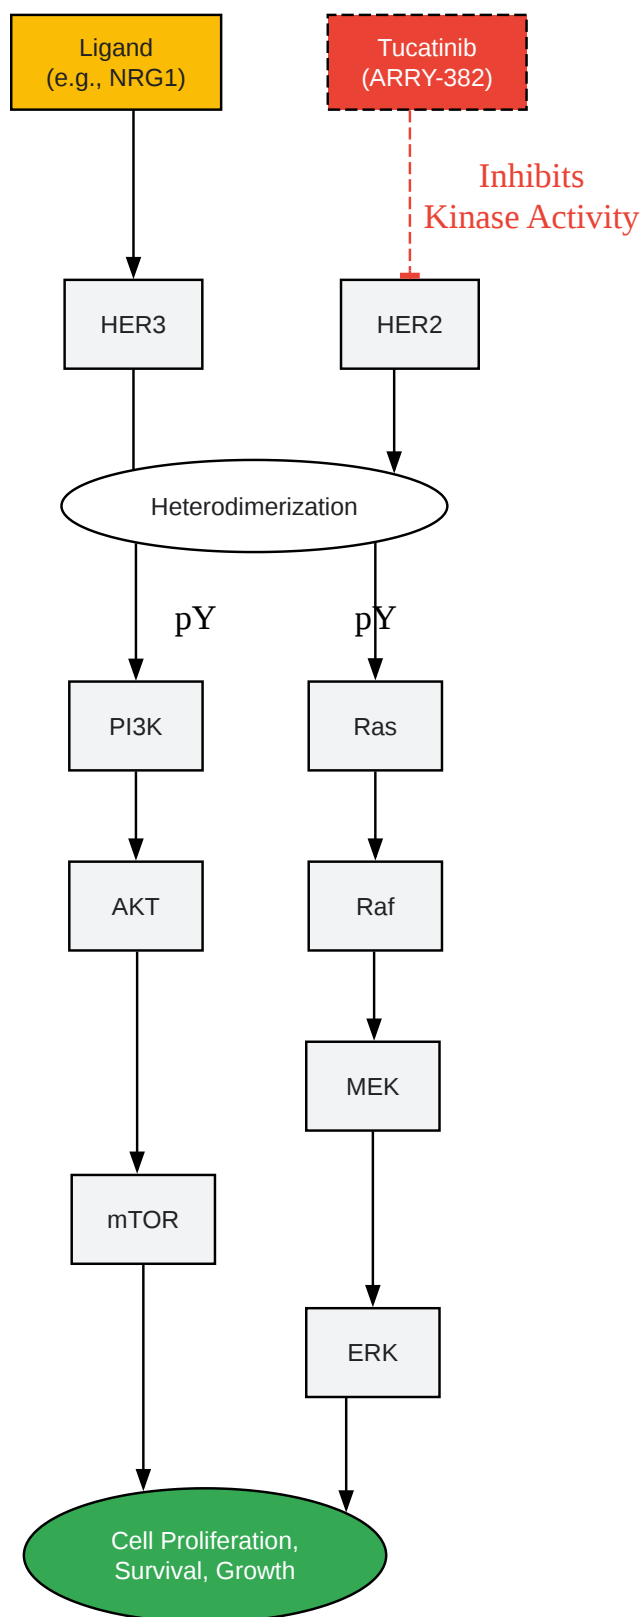 Ligand
(e.g., NRG1)
Tucatinib
(ARRY-382)
Inhibits
Kinase Activity
HER3
HER2
Heterodimerization
pY
pY
PI3K
Ras
AKT
Raf
MEK
mTOR
ERK
Cell Proliferation,
Survival, Growth